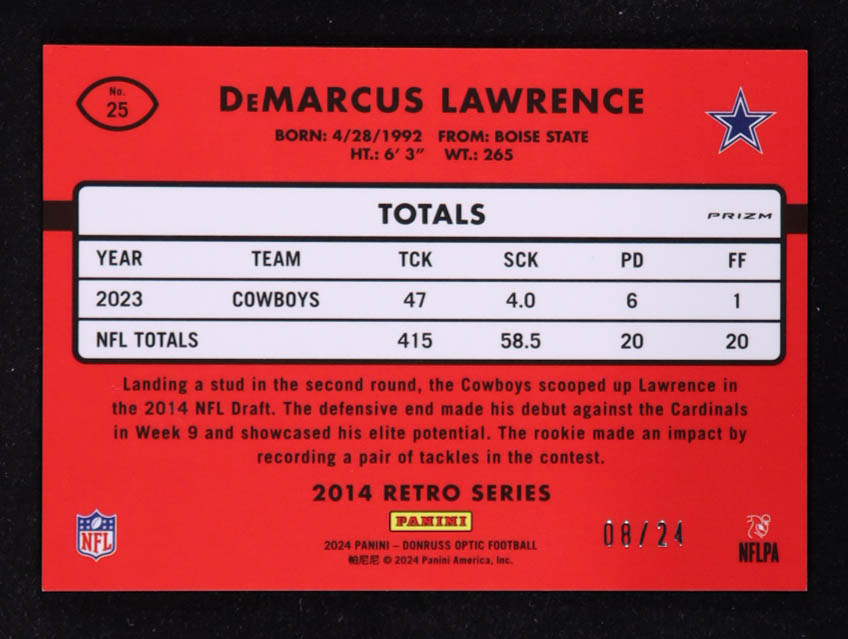 No.
25
DeMARCUS LAWRENCE
BORN: 4/28/1992 FROM: BOISE STATE
HT.: 6' 3" WT.: 265
TOTALS
PRIZM
YEAR TEAM TCK SCK PD FF
2023 COWBOYS 47 4.0 6 1
NFL TOTALS 415 58.5 20 20
Landing a stud in the second round, the Cowboys scooped up Lawrence in
the 2014 NFL Draft. The defensive end made his debut against the Cardinals
in Week 9 and showcased his elite potential. The rookie made an impact by
recording a pair of tackles in the contest.
2014 RETRO SERIES
PANINI
2024 PANINI – DONRUSS OPTIC FOOTBALL
帕尼尼 © 2024 Panini America, Inc.
08/24
NFL
NFLPA